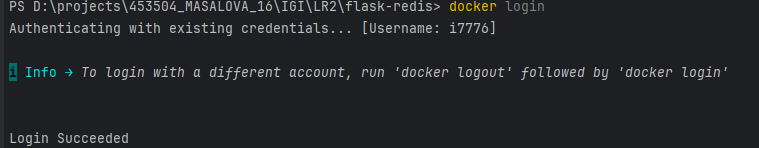 PS D:\projects\453504_MASALOVA_16\IGI\LR2\flask-redis> docker login
Authenticating with existing credentials... [Username: i7776]
i Info → To login with a different account, run 'docker logout' followed by 'docker login'
Login Succeeded